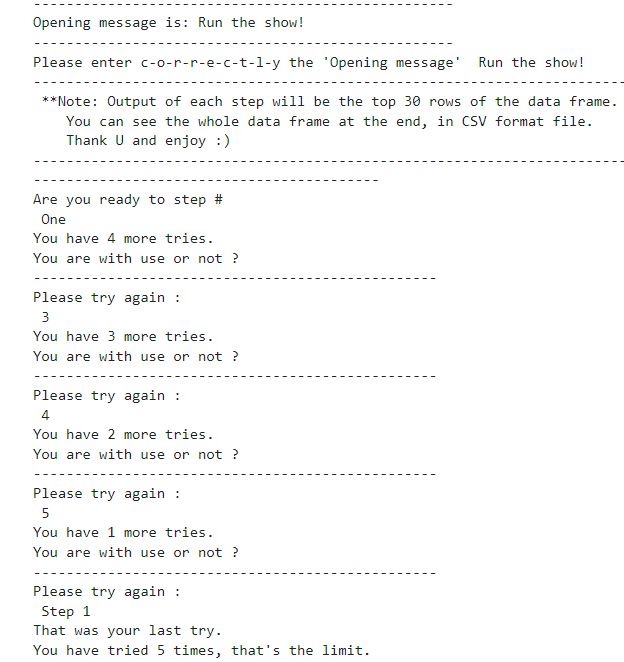 --------------------------------------------------
Opening message is: Run the show!
--------------------------------------------------
Please enter c-o-r-r-e-c-t-l-y the 'Opening message'  Run the show!
------------------------------------------------------------------------
 **Note: Output of each step will be the top 30 rows of the data frame.
    You can see the whole data frame at the end, in CSV format file.
    Thank U and enjoy :)
------------------------------------------------------------------------
------------------------------------------
Are you ready to step #
 One
You have 4 more tries.
You are with use or not ?
-------------------------------------------------
Please try again :
 3
You have 3 more tries.
You are with use or not ?
-------------------------------------------------
Please try again :
 4
You have 2 more tries.
You are with use or not ?
-------------------------------------------------
Please try again :
 5
You have 1 more tries.
You are with use or not ?
-------------------------------------------------
Please try again :
 Step 1
That was your last try.
You have tried 5 times, that's the limit.